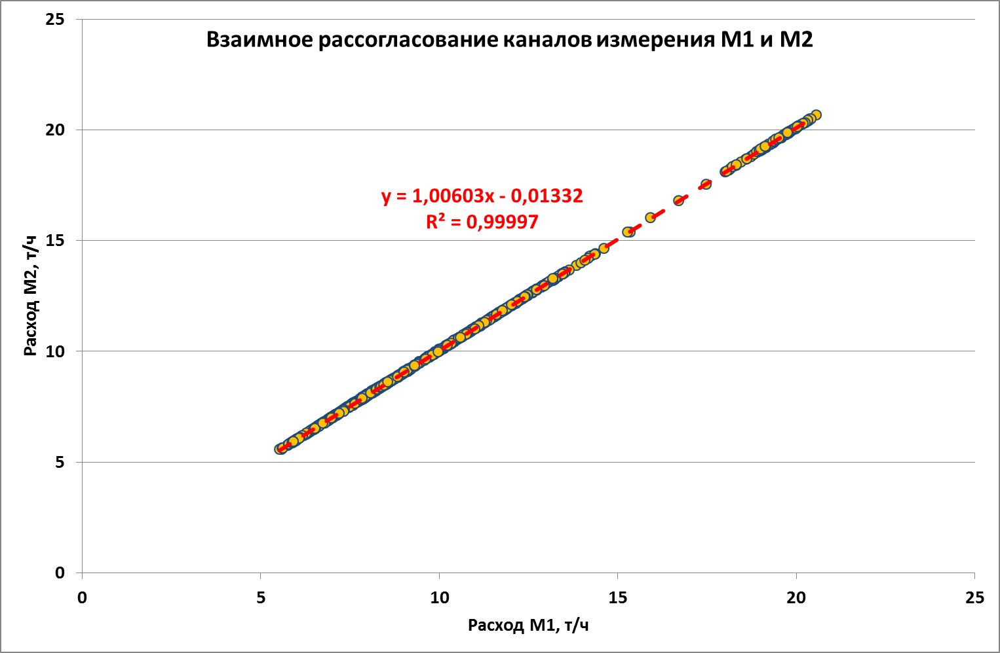 Взаимное рассогласование каналов измерения М1 и М2
y = 1,00603x - 0,01332
R² = 0,99997
Расход М2, т/ч
25
20
15
10
5
0
0
5
10
15
20
25
Расход М1, т/ч